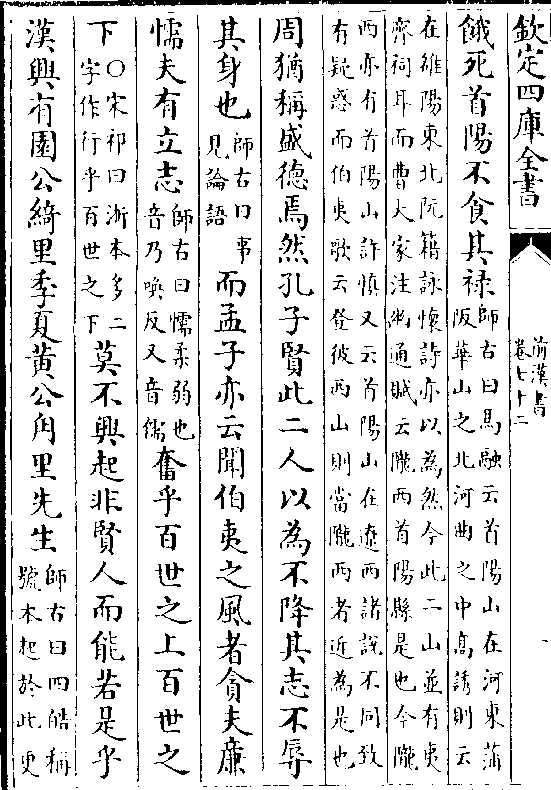 欽定四庫全書
前漢書
卷七十二
餓死首陽不食其禄師古曰馬融云首陽山在河東蒲
阪華山之北河曲之中髙誘則云
在雒陽東北阮籍詠懷詩亦以為然今此二山並有夷
齊祠耳而曹大家注幽通賦云隴西首陽縣是也今隴
西亦有首陽山許慎又云首陽山在遼西諸說不同致
有疑惑而伯夷歌云登彼西山則當隴西者近為是也
周猶稱盛德焉然孔子賢此二人以為不降其志不辱
其身也師古曰事
見論語而孟子亦云聞伯夷之風者貪夫廉
懦夫有立志師古曰懦柔弱也
音乃喚反又音儒奮乎百世之上百世之
下○宋祁曰浙本多二
字作行乎百世之下莫不興起非賢人而能若是乎
漢興有園公綺里季夏黃公角里先生師古曰四皓稱
號本起於此更